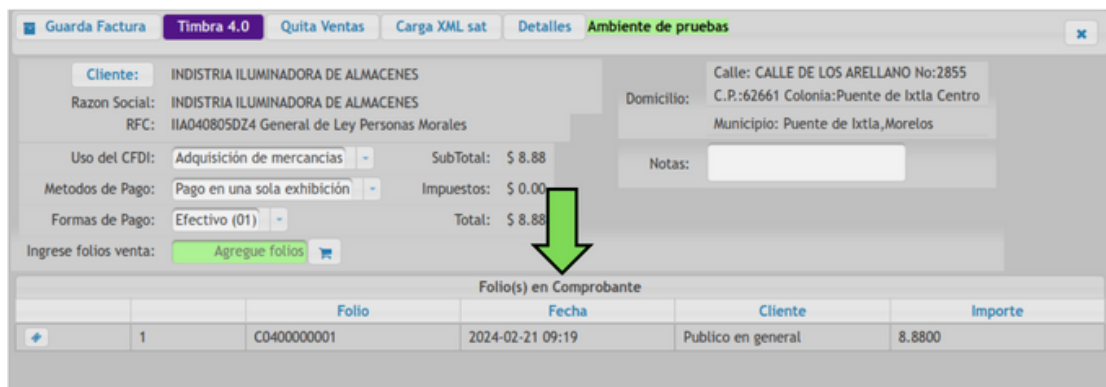 Guarda Factura Timbra 4.0 Quita Ventas Carga XML sat Detalles Ambiente de pruebas
Cliente: INDISTRIA ILUMINADORA DE ALMACENES
Razon Social: INDISTRIA ILUMINADORA DE ALMACENES
RFC: IIA040805DZ4 General de Ley Personas Morales
Domicilio: Calle: CALLE DE LOS ARELLANO No:2855
C.P.:62661 Colonia:Puente de Ixtla Centro
Municipio: Puente de Ixtla,Morelos
Uso del CFDI: Adquisición de mercancias SubTotal: $ 8.88
Notas:
Metodos de Pago: Pago en una sola exhibición Impuestos: $ 0.00
Formas de Pago: Efectivo (01) Total: $ 8.88
Ingrese folios venta: Agregue folios
Folio(s) en Comprobante
Folio Fecha Cliente Importe
1 C0400000001 2024-02-21 09:19 Publico en general 8.8800